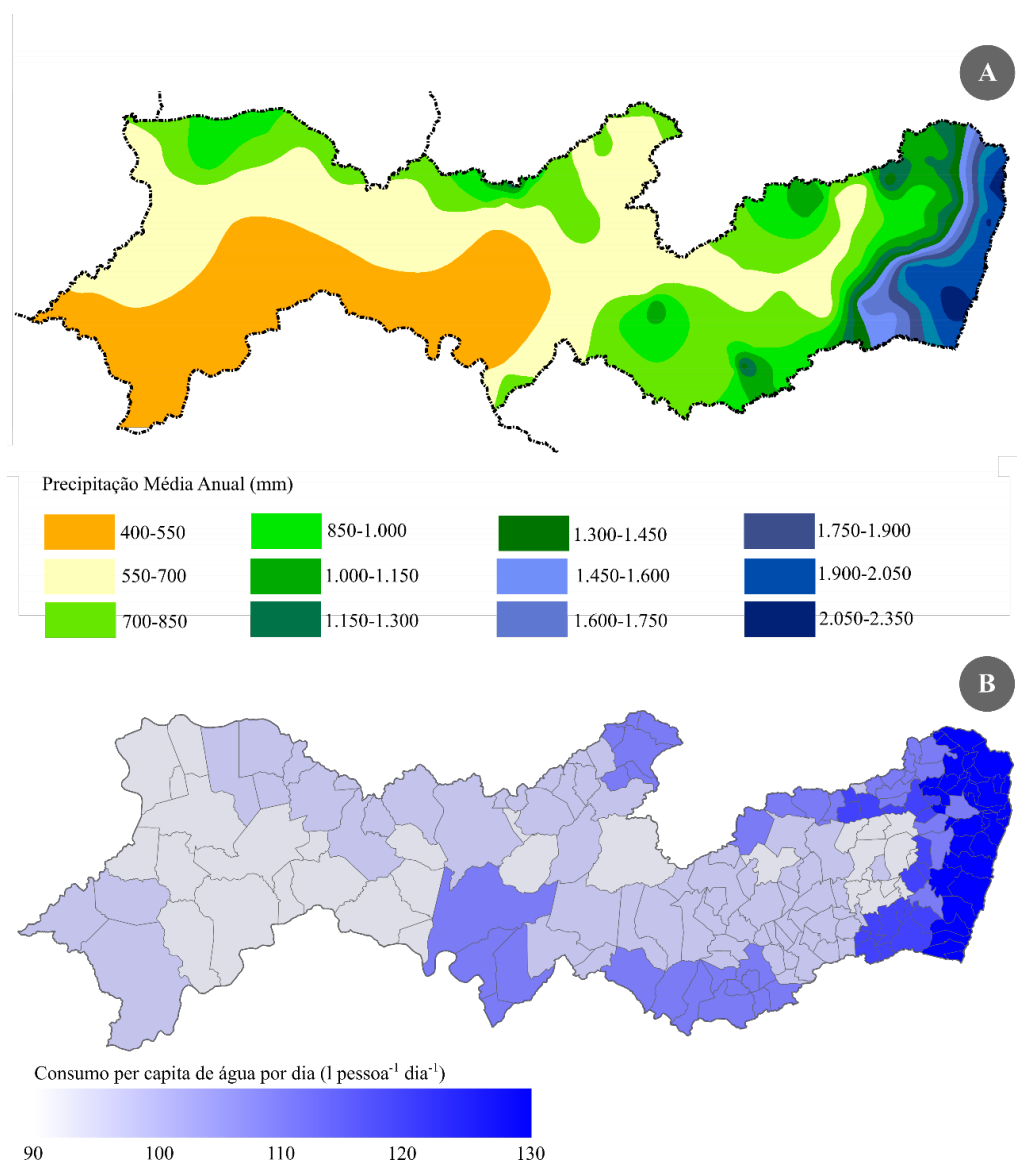 A
Precipitação Média Anual (mm)
400-550
850-1.000
1.300-1.450
1.750-1.900
550-700
1.000-1.150
1.450-1.600
1.900-2.050
700-850
1.150-1.300
1.600-1.750
2.050-2.350
B
Consumo per capita de água por dia (l pessoa⁻¹ dia⁻¹)
90 100 110 120 130